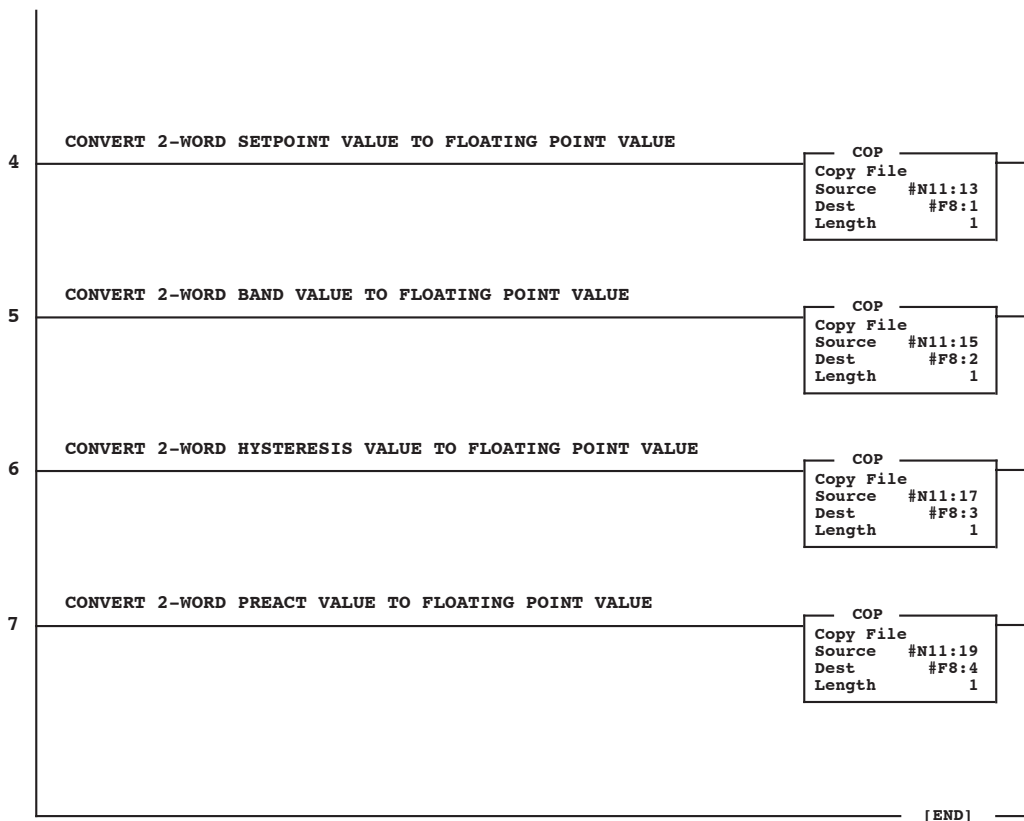 CONVERT 2-WORD SETPOINT VALUE TO FLOATING POINT VALUE
4
COP
Copy File
Source #N11:13
Dest #F8:1
Length 1
CONVERT 2-WORD BAND VALUE TO FLOATING POINT VALUE
5
COP
Copy File
Source #N11:15
Dest #F8:2
Length 1
CONVERT 2-WORD HYSTERESIS VALUE TO FLOATING POINT VALUE
6
COP
Copy File
Source #N11:17
Dest #F8:3
Length 1
CONVERT 2-WORD PREACT VALUE TO FLOATING POINT VALUE
7
COP
Copy File
Source #N11:19
Dest #F8:4
Length 1
[END]